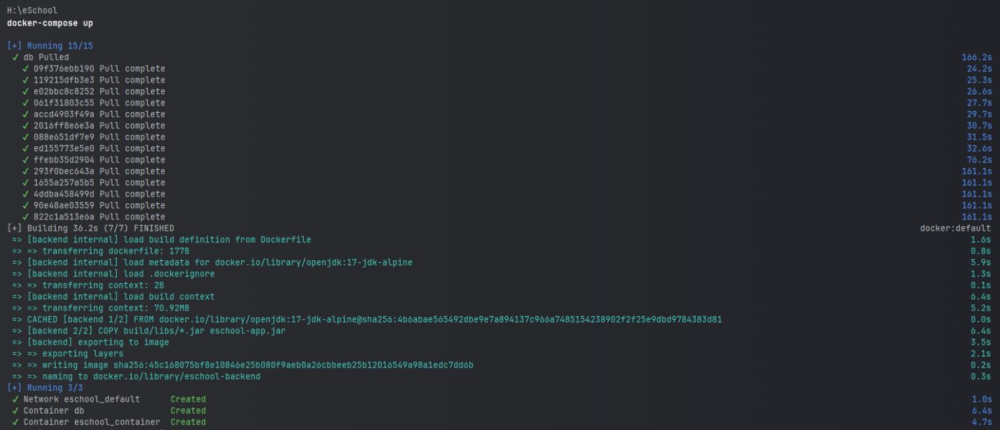 H:\eSchool
docker-compose up
[+] Running 15/15
✓ db Pulled 166.2s
✓ 09f376ebb190 Pull complete 24.2s
✓ 119215dfb3e3 Pull complete 25.3s
✓ e02bbc8c8252 Pull complete 26.6s
✓ 061f31803c55 Pull complete 27.7s
✓ accd4903f49a Pull complete 29.7s
✓ 2016ff8e6e3a Pull complete 30.7s
✓ 088e651df7e9 Pull complete 31.5s
✓ ed155773e5e0 Pull complete 32.6s
✓ ffebb35d2904 Pull complete 76.2s
✓ 293f0bec643a Pull complete 161.1s
✓ 1655a257a5b5 Pull complete 161.1s
✓ 4ddba458499d Pull complete 161.1s
✓ 90e48ae03559 Pull complete 161.1s
✓ 822c1a513e6a Pull complete 161.1s
[+] Building 36.2s (7/7) FINISHED docker:default
=> [backend internal] load build definition from Dockerfile 1.6s
=> => transferring dockerfile: 177B 0.8s
=> [backend internal] load metadata for docker.io/library/openjdk:17-jdk-alpine 5.9s
=> [backend internal] load .dockerignore 1.3s
=> => transferring context: 2B 0.1s
=> [backend internal] load build context 6.4s
=> => transferring context: 70.92MB 5.2s
=> CACHED [backend 1/2] FROM docker.io/library/openjdk:17-jdk-alpine@sha256:4b6abae565492dbe9e7a894137c966a7485154238902f2f25e9dbd9784383d81 0.0s
=> [backend 2/2] COPY build/libs/*.jar eschool-app.jar 6.4s
=> [backend] exporting to image 3.5s
=> => exporting layers 2.1s
=> => writing image sha256:45c168075bf8e10846e25b080f9aeb0a26cbbeeb25b12016549a98a1edc7dd6b 0.2s
=> => naming to docker.io/library/eschool-backend 0.3s
[+] Running 3/3
✓ Network eschool_default Created 1.0s
✓ Container db Created 6.4s
✓ Container eschool_container Created 4.7s